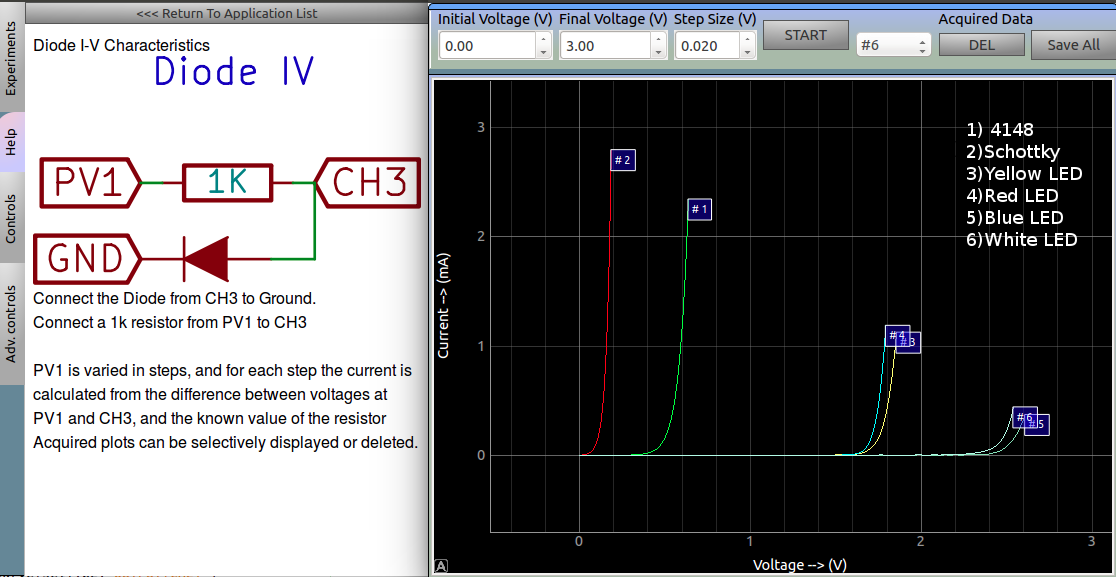 <<< Return To Application List
Experiments
Help
Controls
Adv. controls
Diode I-V Characteristics
Diode IV
PV1
1K
CH3
GND
Connect the Diode from CH3 to Ground.
Connect a 1k resistor from PV1 to CH3
PV1 is varied in steps, and for each step the current is
calculated from the difference between voltages at
PV1 and CH3, and the known value of the resistor
Acquired plots can be selectively displayed or deleted.
Initial Voltage (V) Final Voltage (V) Step Size (V)
0.00 3.00 0.020
START
#6
Acquired Data
DEL
Save All
1) 4148
2)Schottky
3)Yellow LED
4)Red LED
5)Blue LED
6)White LED
# 2
# 1
# 4
# 3
# 6
# 5
Current --> (mA)
3
2
1
0
0 1 2 3
Voltage --> (V)
A